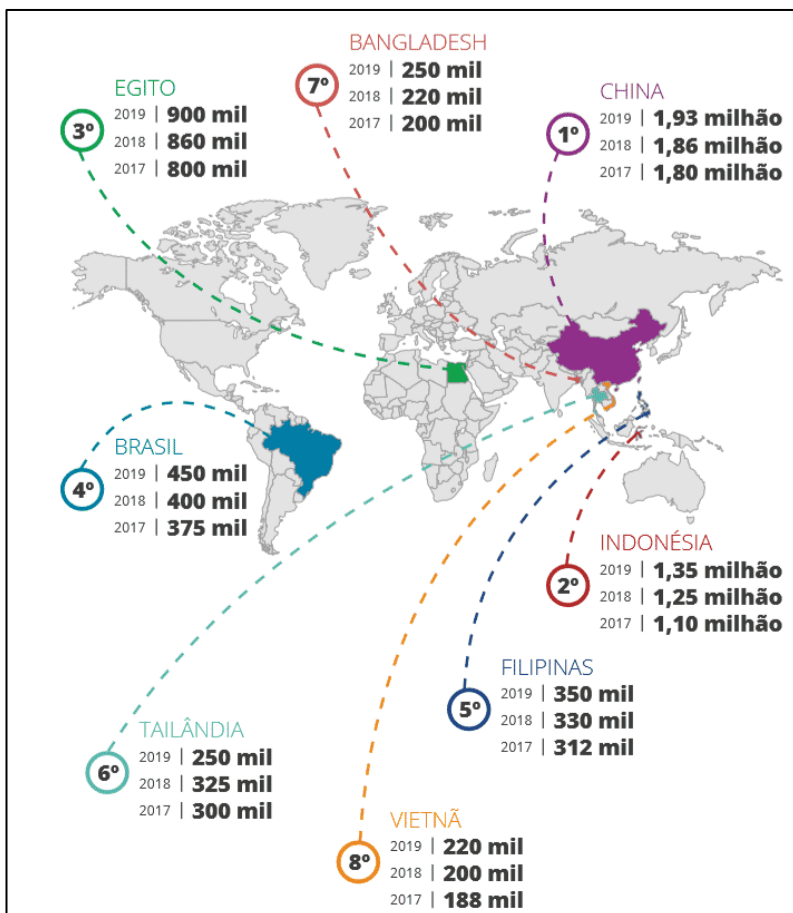 BANGLADESH
2019 | 250 mil
7º
2018 | 220 mil
2017 | 200 mil
EGITO
2019 | 900 mil
3º
2018 | 860 mil
2017 | 800 mil
CHINA
2019 | 1,93 milhão
1º
2018 | 1,86 milhão
2017 | 1,80 milhão
BRASIL
2019 | 450 mil
4º
2018 | 400 mil
2017 | 375 mil
INDONÉSIA
2019 | 1,35 milhão
2º
2018 | 1,25 milhão
2017 | 1,10 milhão
FILIPINAS
2019 | 350 mil
5º
2018 | 330 mil
2017 | 312 mil
TAILÂNDIA
2019 | 250 mil
6º
2018 | 325 mil
2017 | 300 mil
VIETNÃ
2019 | 220 mil
8º
2018 | 200 mil
2017 | 188 mil